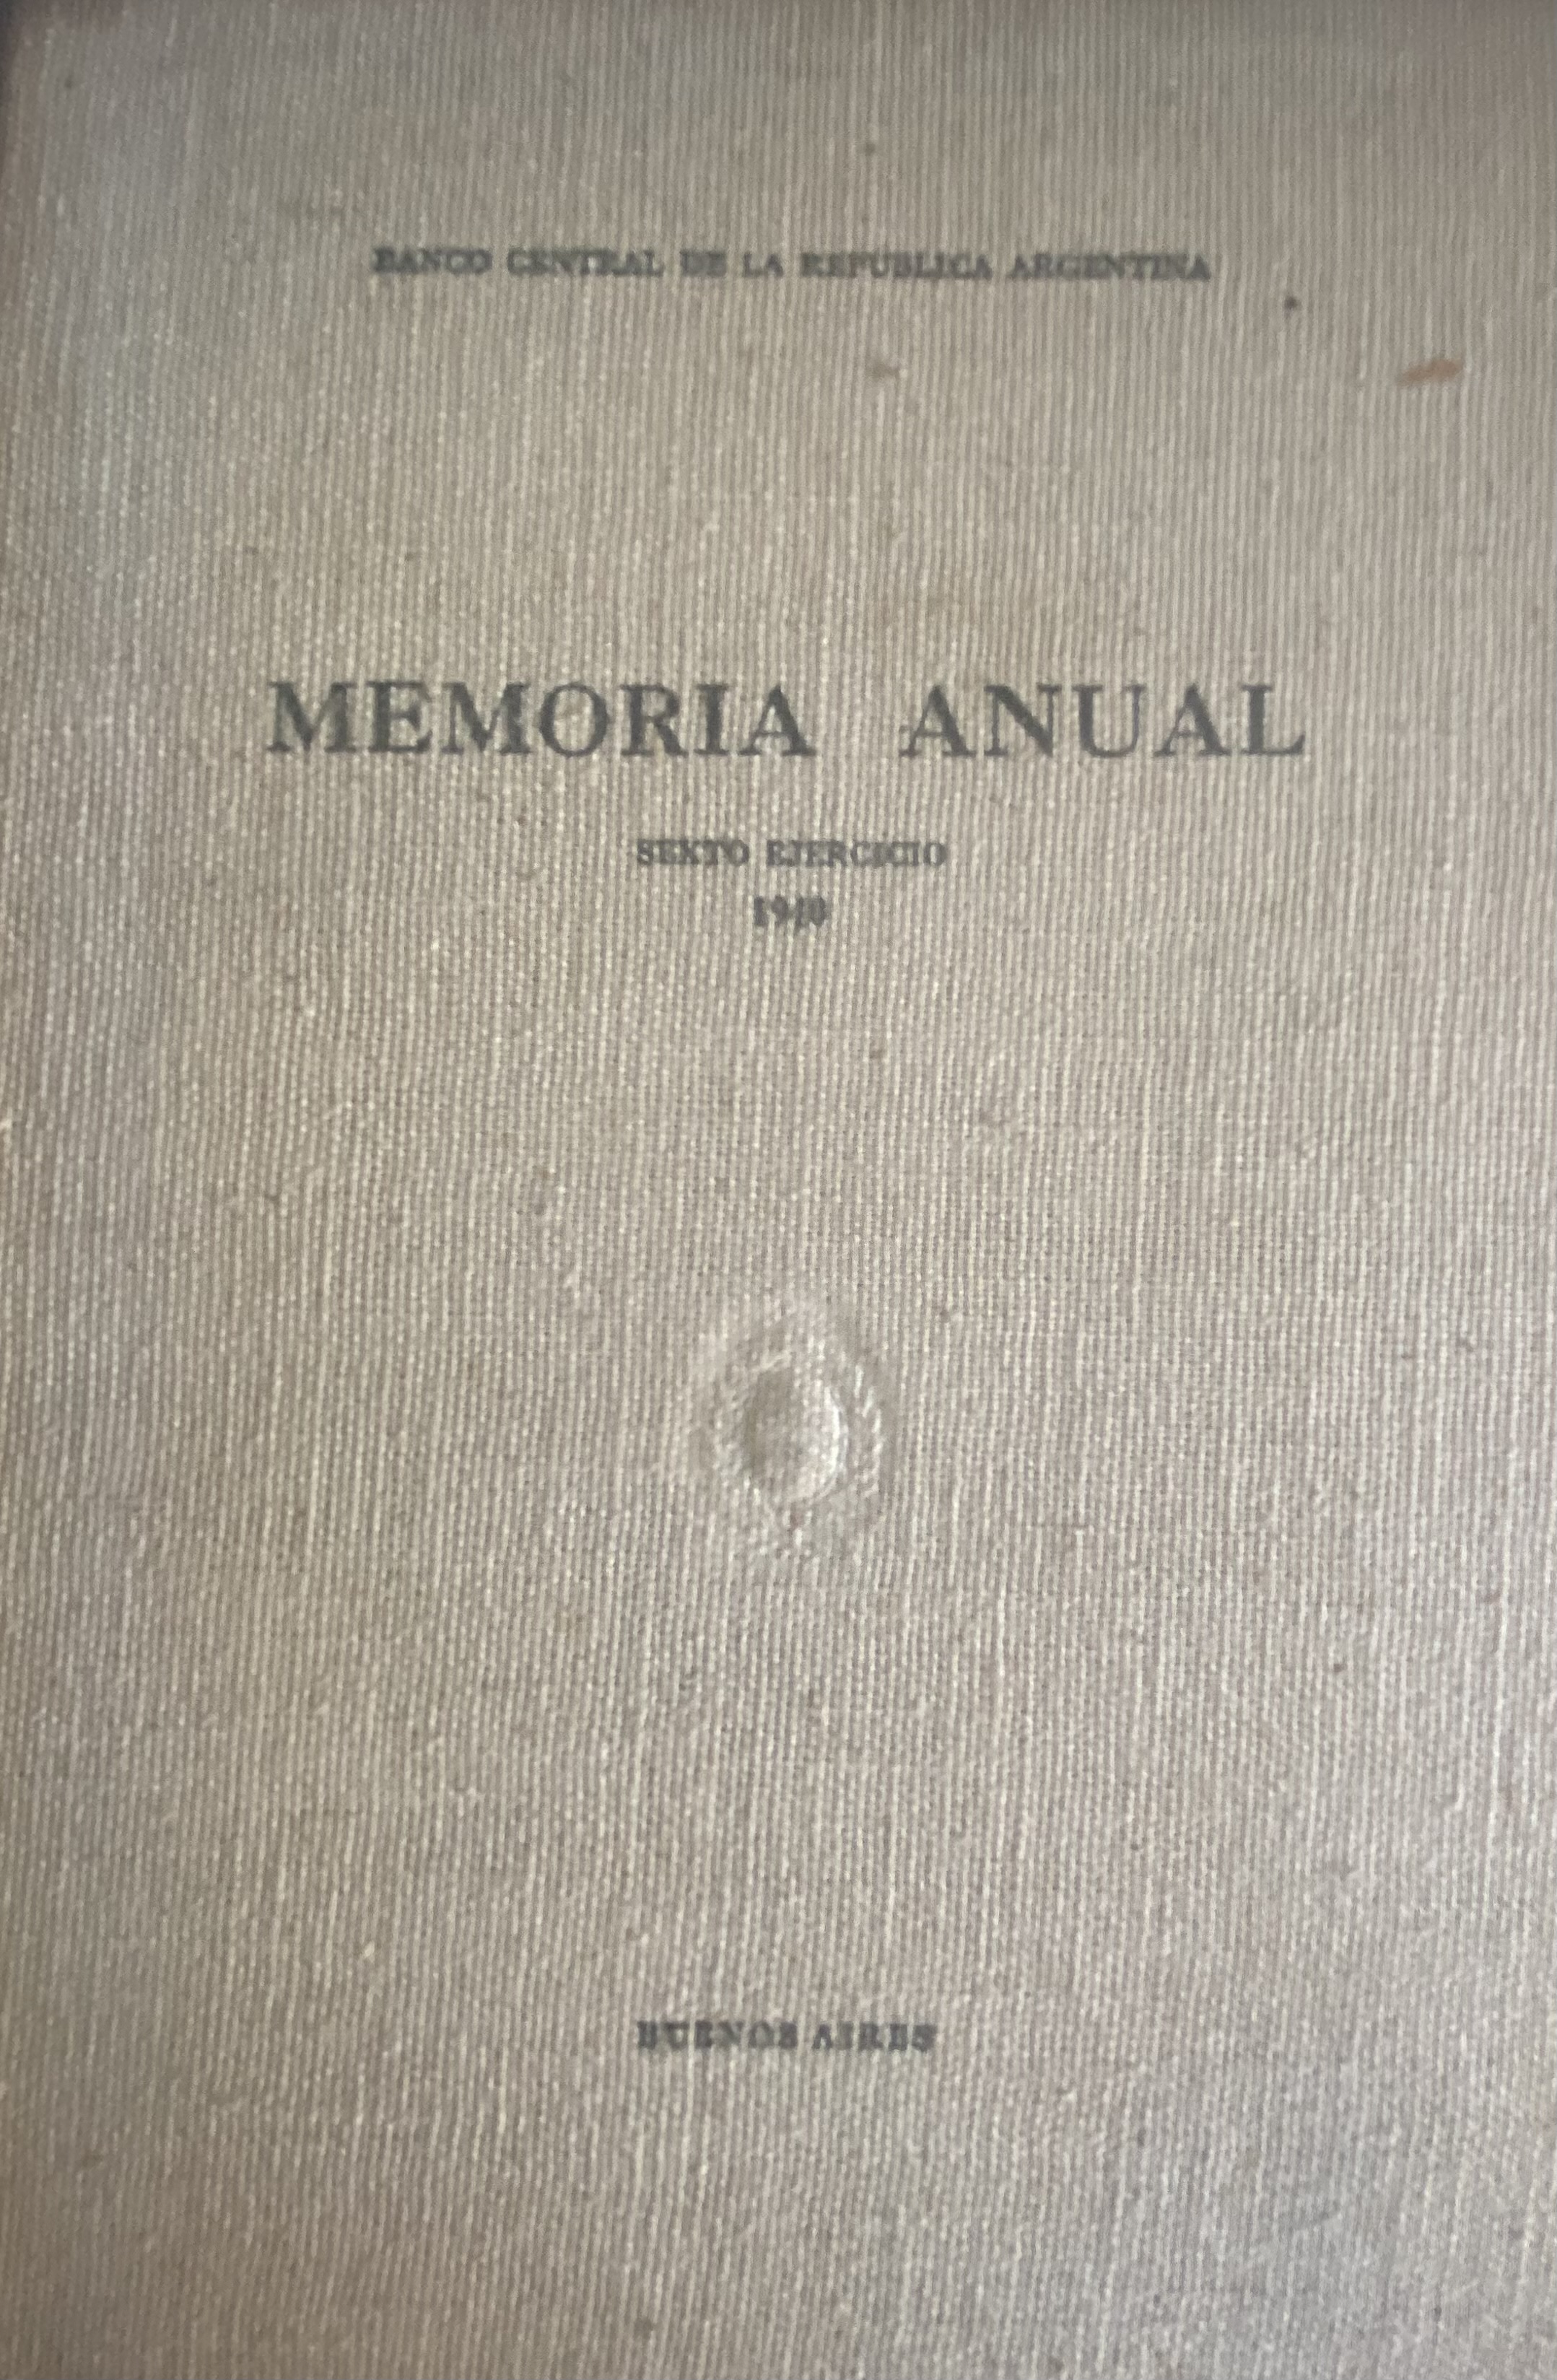 BANCO CENTRAL DE LA REPUBLICA ARGENTINA
MEMORIA ANUAL
SEXTO EJERCICIO
1940
BUENOS AIRES